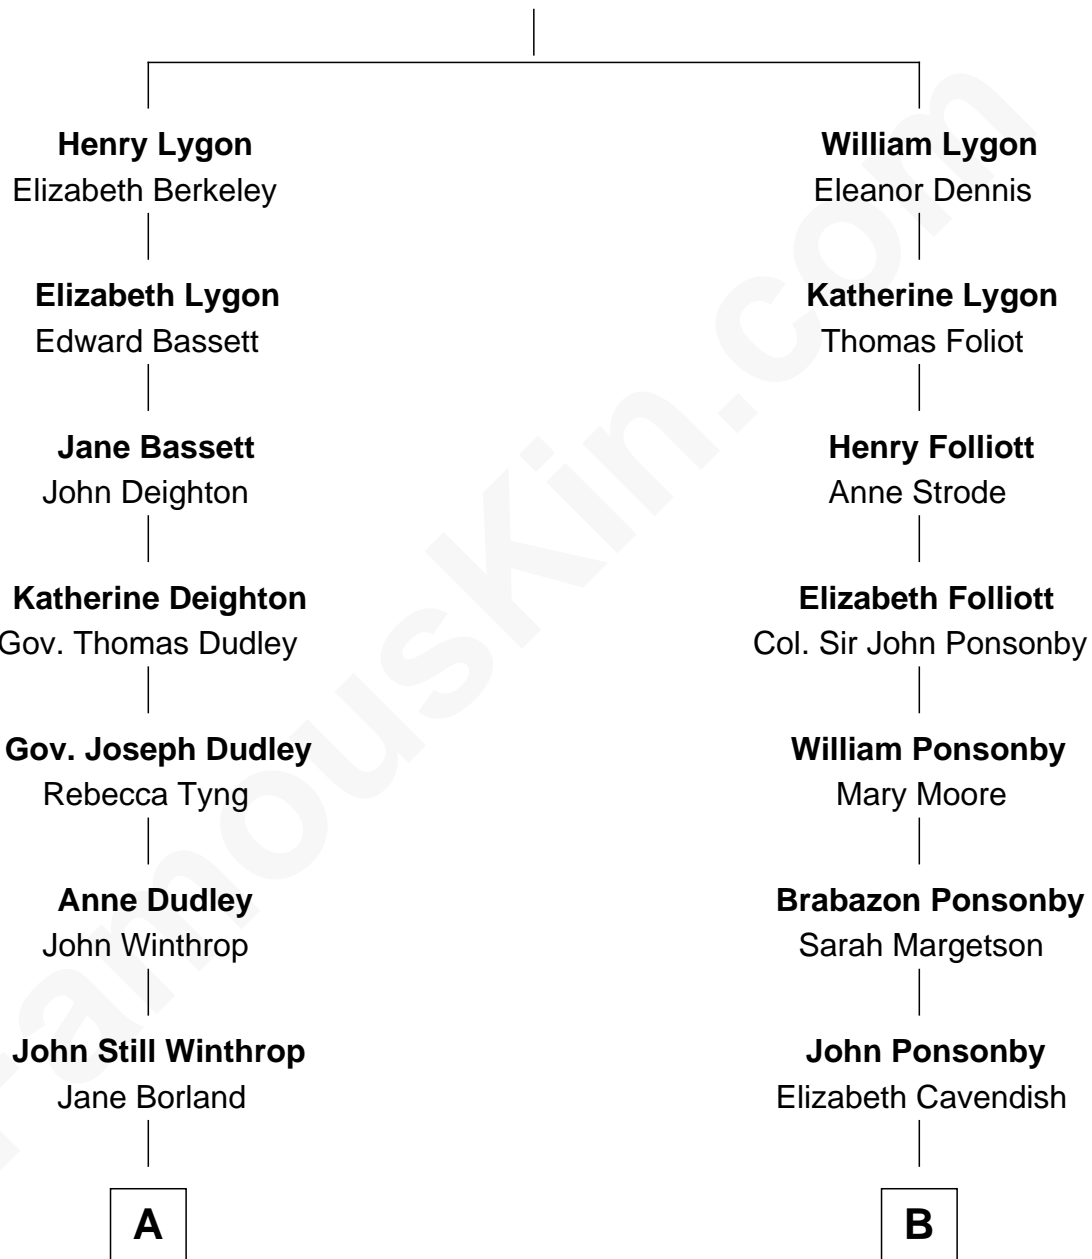 Henry Lygon
Elizabeth Berkeley
Elizabeth Lygon
Edward Bassett
Jane Bassett
John Deighton
Katherine Deighton
Gov. Thomas Dudley
Gov. Joseph Dudley
Rebecca Tyng
Anne Dudley
John Winthrop
John Still Winthrop
Jane Borland
A
William Lygon
Eleanor Dennis
Katherine Lygon
Thomas Foliot
Henry Folliott
Anne Strode
Elizabeth Folliott
Col. Sir John Ponsonby
William Ponsonby
Mary Moore
Brabazon Ponsonby
Sarah Margetson
John Ponsonby
Elizabeth Cavendish
B
FamousKin.com